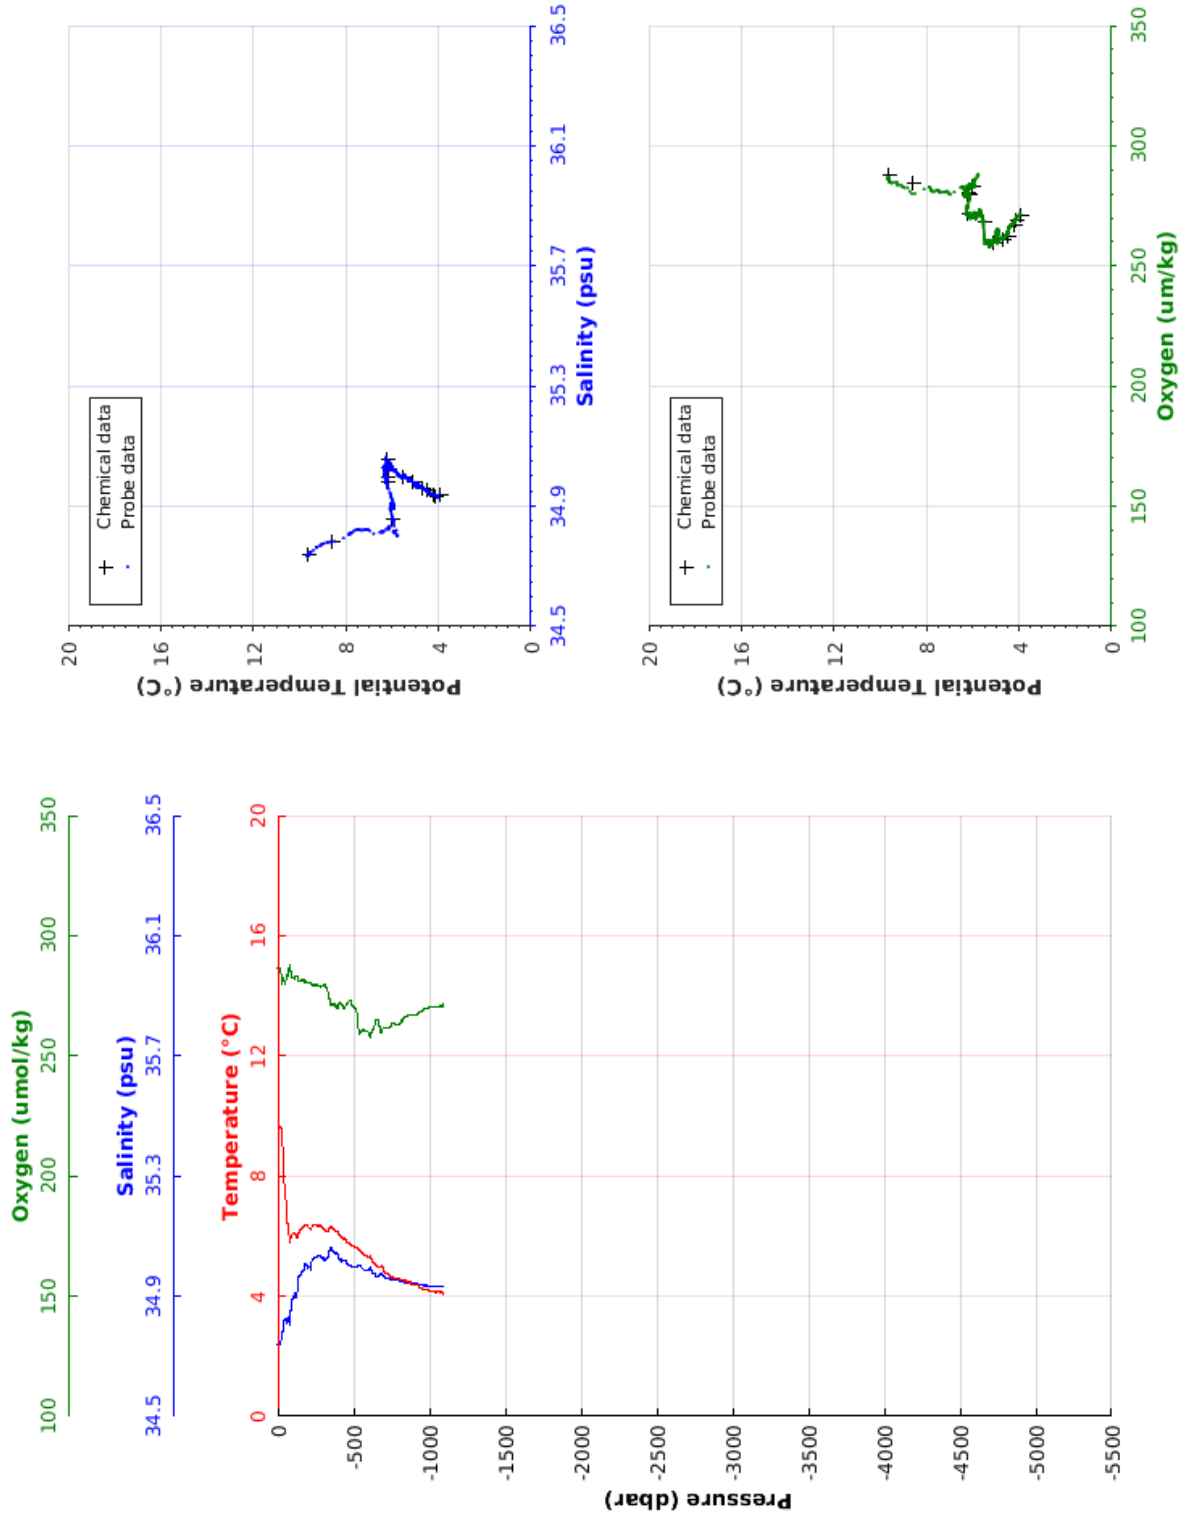 Oxygen (umol/kg)
100 150 200 250 300 350
Salinity (psu)
34.5 34.9 35.3 35.7 36.1 36.5
Temperature (°C)
0 4 8 12 16 20
Pressure (dbar)
0
-500
-1000
-1500
-2000
-2500
-3000
-3500
-4000
-4500
-5000
-5500
Potential Temperature (°C)
20
16
12
8
4
0
Chemical data
Probe data
34.5 34.9 35.3 35.7 36.1 36.5
Salinity (psu)
Potential Temperature (°C)
20
16
12
8
4
0
Chemical data
Probe data
100 150 200 250 300 350
Oxygen (um/kg)